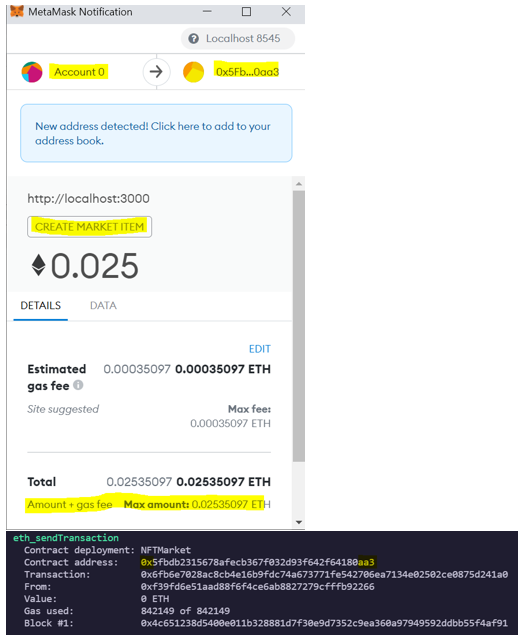 MetaMask Notification
Localhost 8545
Account 0
0x5Fb...0aa3
New address detected! Click here to add to your
address book.
http://localhost:3000
CREATE MARKET ITEM
0.025
DETAILS DATA
EDIT
Estimated gas fee 0.00035097 0.00035097 ETH
Site suggested Max fee:
0.00035097 ETH
Total 0.02535097 0.02535097 ETH
Amount + gas fee Max amount: 0.02535097 ETH
eth_sendTransaction
Contract deployment: NFTMarket
Contract address: 0x5fbdb2315678afecb367f032d93f642f64180aa3
Transaction: 0x6fb6e7028ac8cb4e16b9fdc74a673771fe542706ea7134e02502ce0875d241a0
From: 0xf39fd6e51aad88f6f4ce6ab8827279cfffb92266
Value: 0 ETH
Gas used: 842149 of 842149
Block #1: 0x4c651238d5400e011b328881d7f30e9d7352c9ea360a97949592ddbb55f4af91